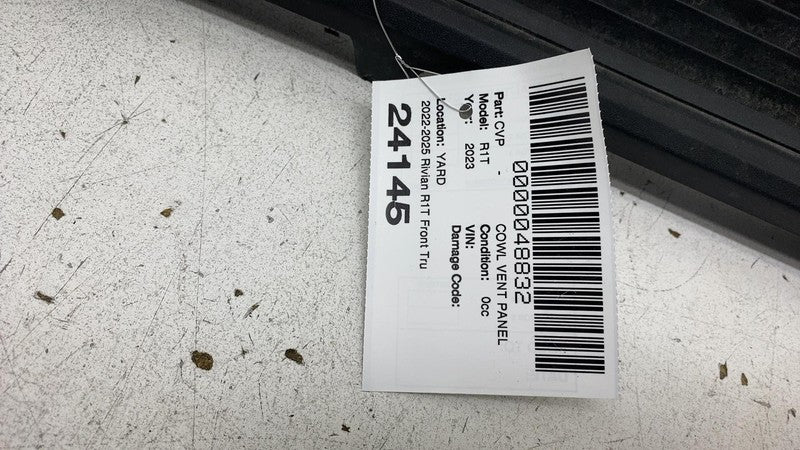 0000048832
Part: CVP - COWL VENT PANEL
Model: R1T Condition: 0cc
2023 VIN:
Damage Code:
Location: YARD
2022-2025 Rivian R1T Front Tru
24145